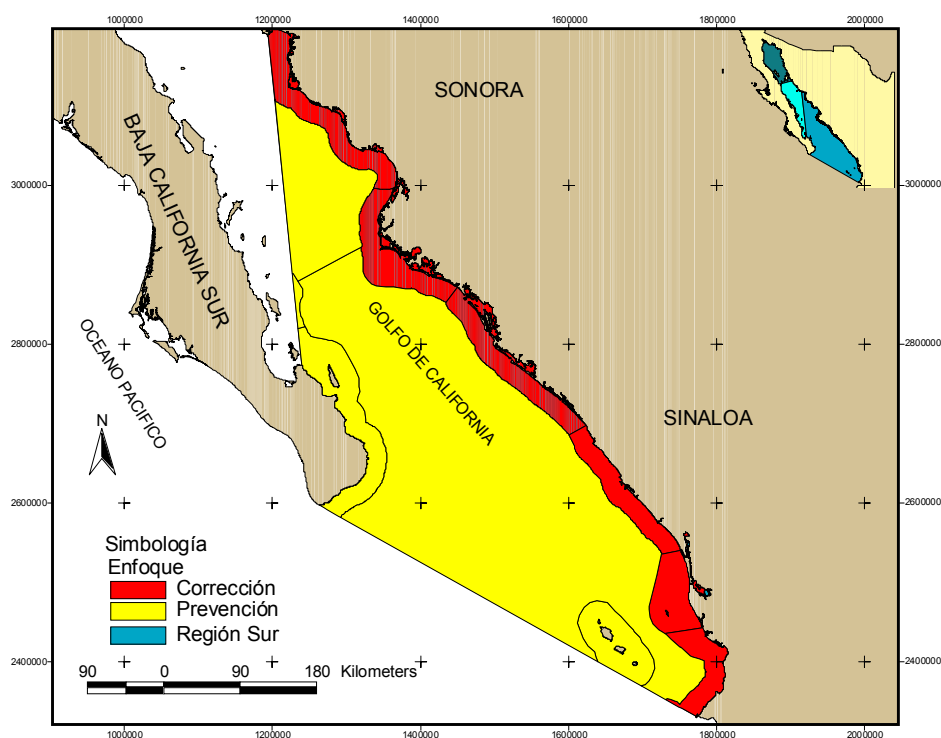 1000000 1200000 1400000 1600000 1800000 2000000
SONORA
BAJA CALIFORNIA SUR
3000000 3000000
GOLFO DE CALIFORNIA
OCEANO PACIFICO
2800000 2800000
SINALOA
N
2600000 2600000
Simbología
Enfoque
Corrección
Prevención
Región Sur
2400000 2400000
90 0 90 180 Kilometers
1000000 1200000 1400000 1600000 1800000 2000000